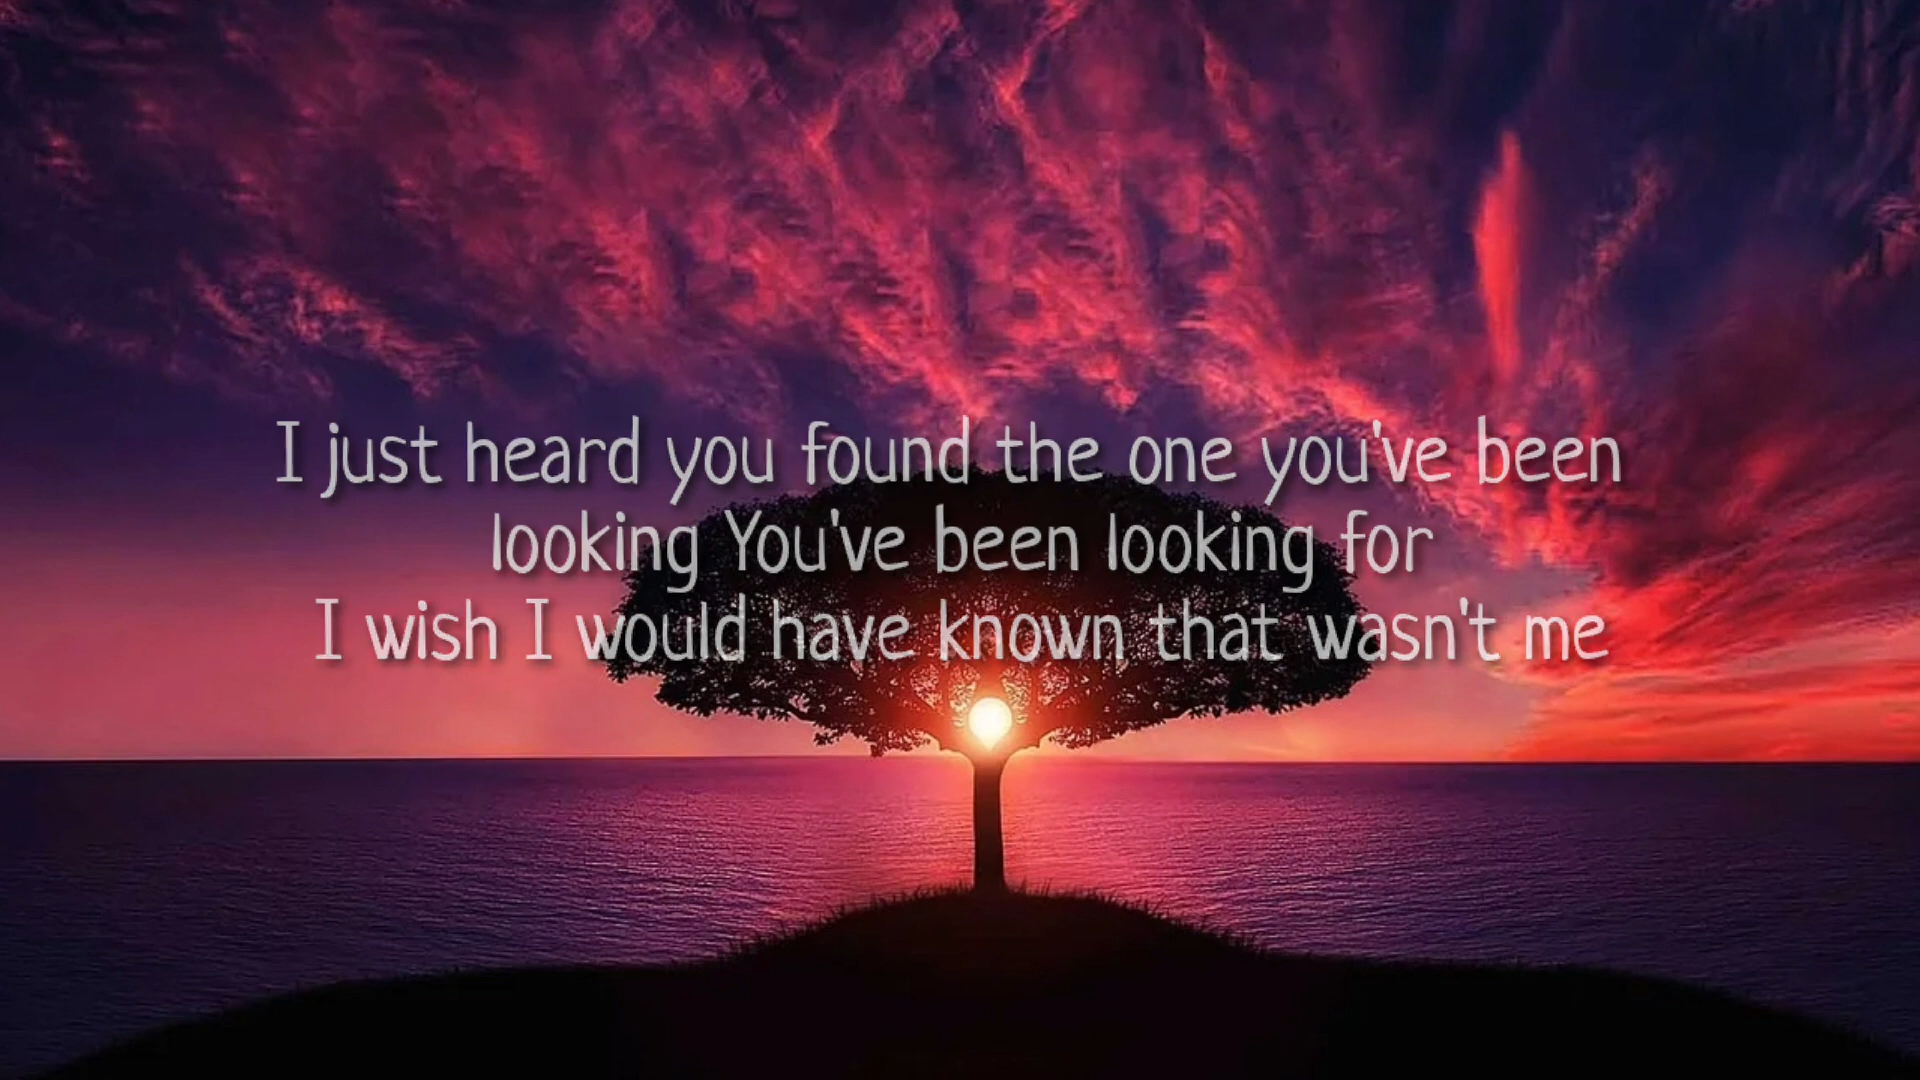 I just heard you found the one you've been
looking You've been looking for
I wish I would have known that wasn't me